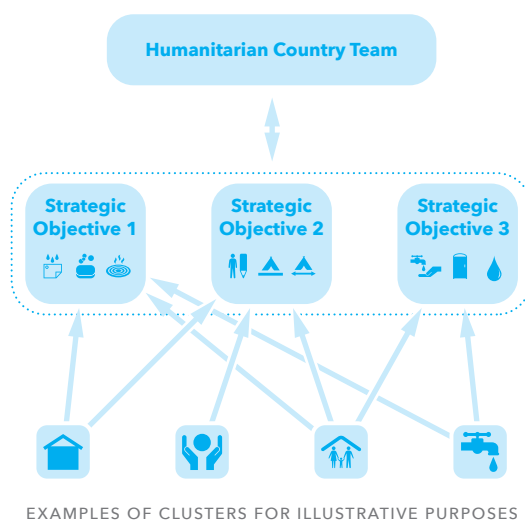 Humanitarian Country Team
Strategic
Objective 1
Strategic
Objective 2
Strategic
Objective 3
EXAMPLES OF CLUSTERS FOR ILLUSTRATIVE PURPOSES